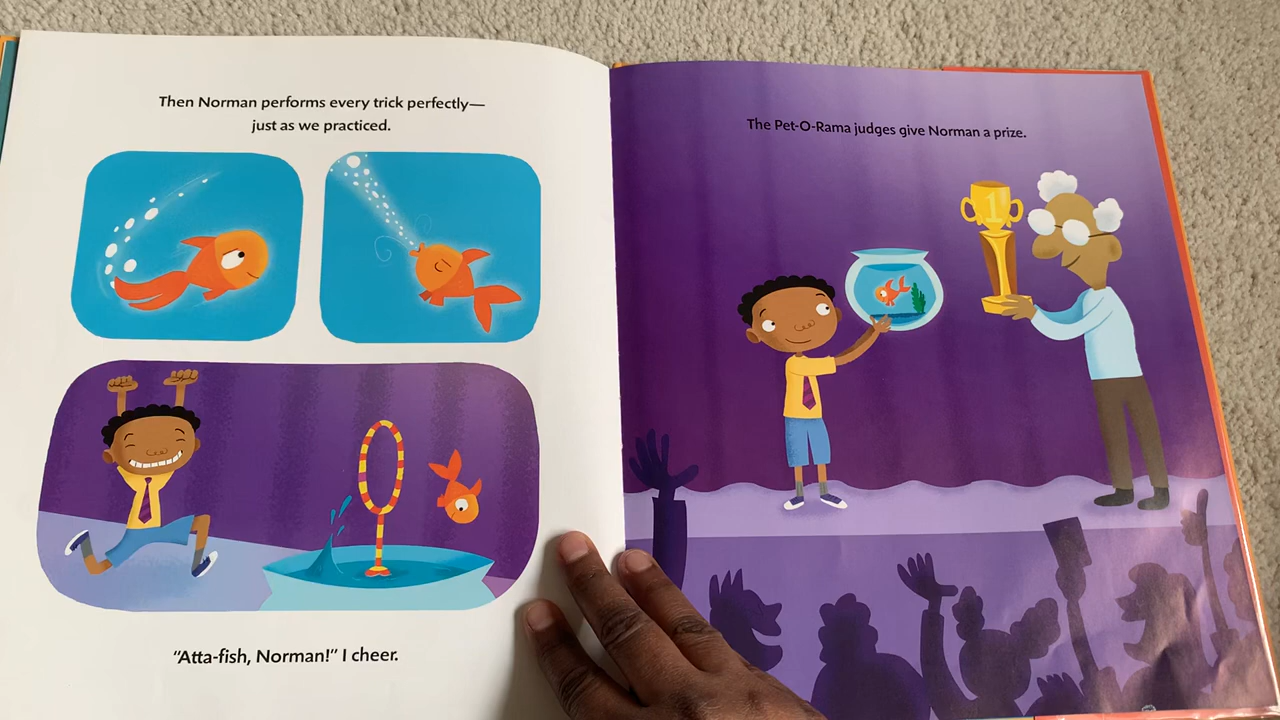 Then Norman performs every trick perfectly—
just as we practiced.
“Atta-fish, Norman!” I cheer.
The Pet-O-Rama judges give Norman a prize.
1